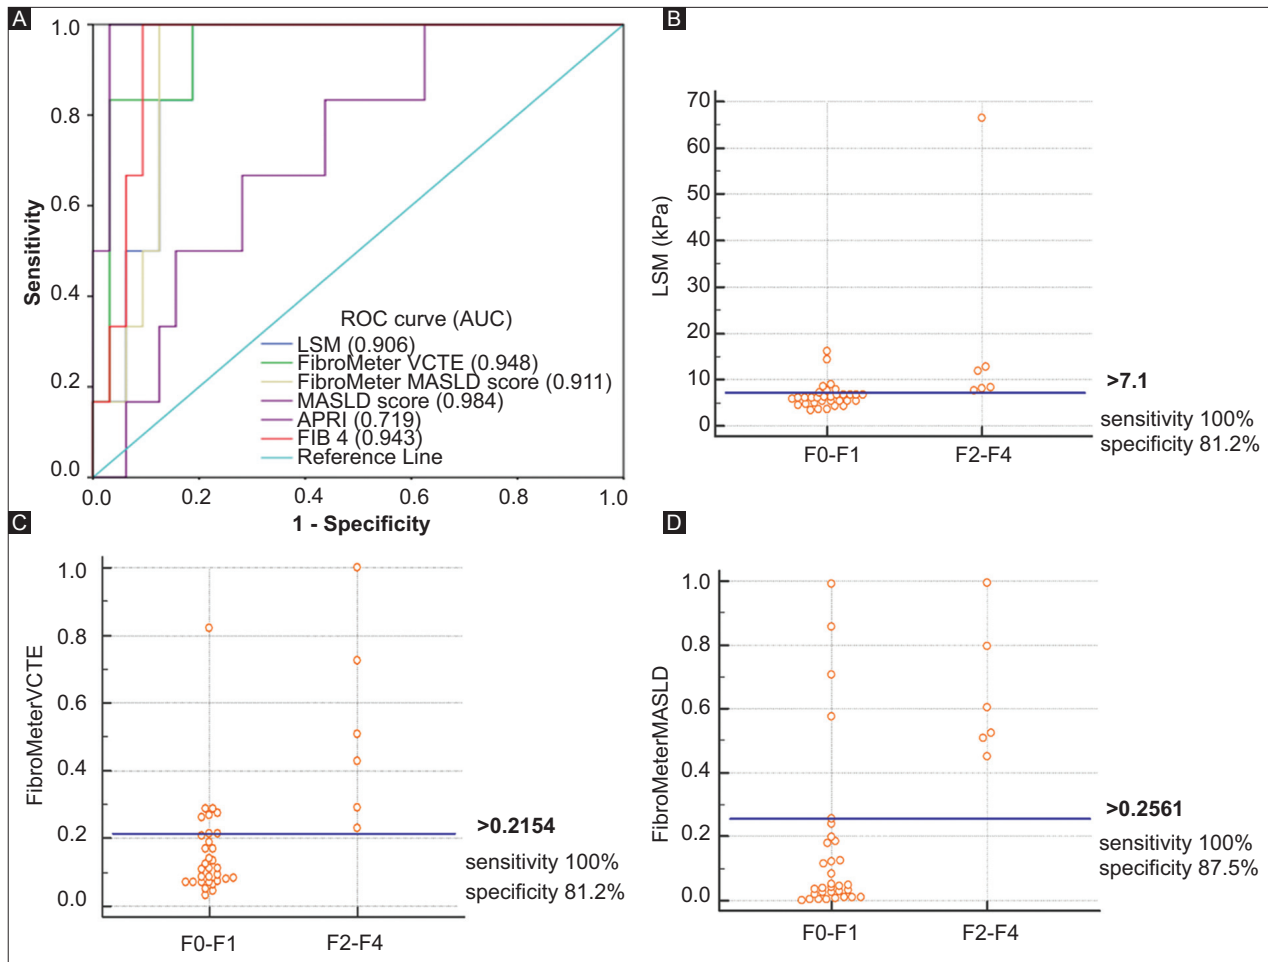 A
1.0
0.8
0.6
0.4
0.2
0.0
Sensitivity
ROC curve (AUC)
LSM (0.906)
FibroMeter VCTE (0.948)
FibroMeter MASLD score (0.911)
MASLD score (0.984)
APRI (0.719)
FIB 4 (0.943)
Reference Line
0.0 0.2 0.4 0.6 0.8 1.0
1 - Specificity
B
70
60
50
40
30
20
10
0
LSM (kPa)
>7.1
sensitivity 100%
specificity 81.2%
F0-F1 F2-F4
C
1.0
0.8
0.6
0.4
0.2
0.0
FibroMeterVCTE
>0.2154
sensitivity 100%
specificity 81.2%
F0-F1 F2-F4
D
1.0
0.8
0.6
0.4
0.2
0.0
FibroMeterMASLD
>0.2561
sensitivity 100%
specificity 87.5%
F0-F1 F2-F4